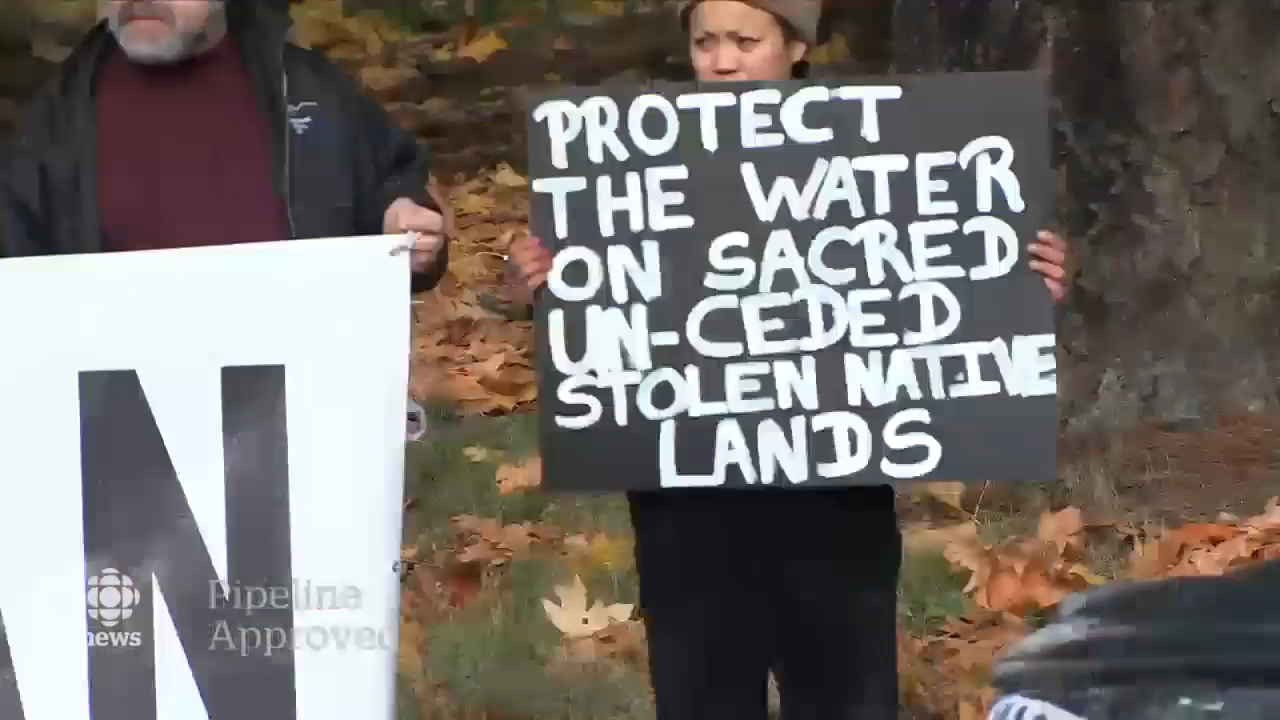 PROTECT
THE WATER
ON SACRED
UN-CEDED
STOLEN NATIVE
LANDS
N
news
Pipeline
Approved